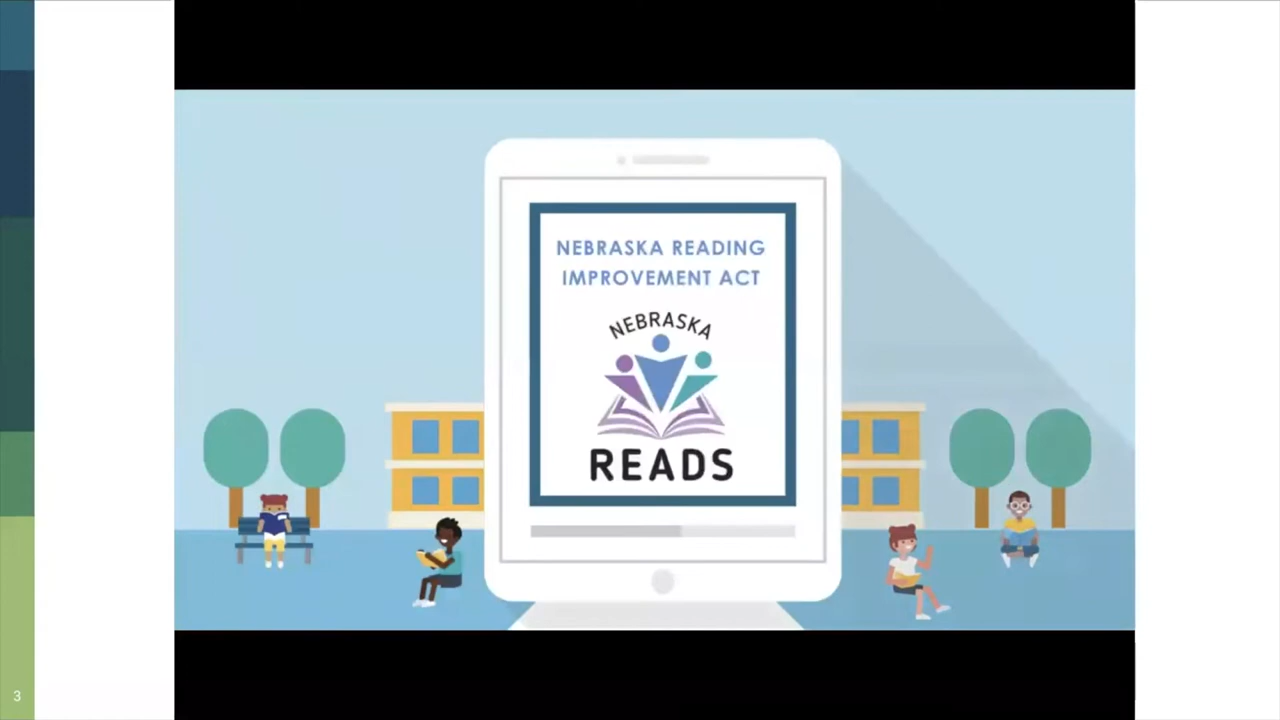 NEBRASKA READING
IMPROVEMENT ACT
NEBRASKA
READS
3